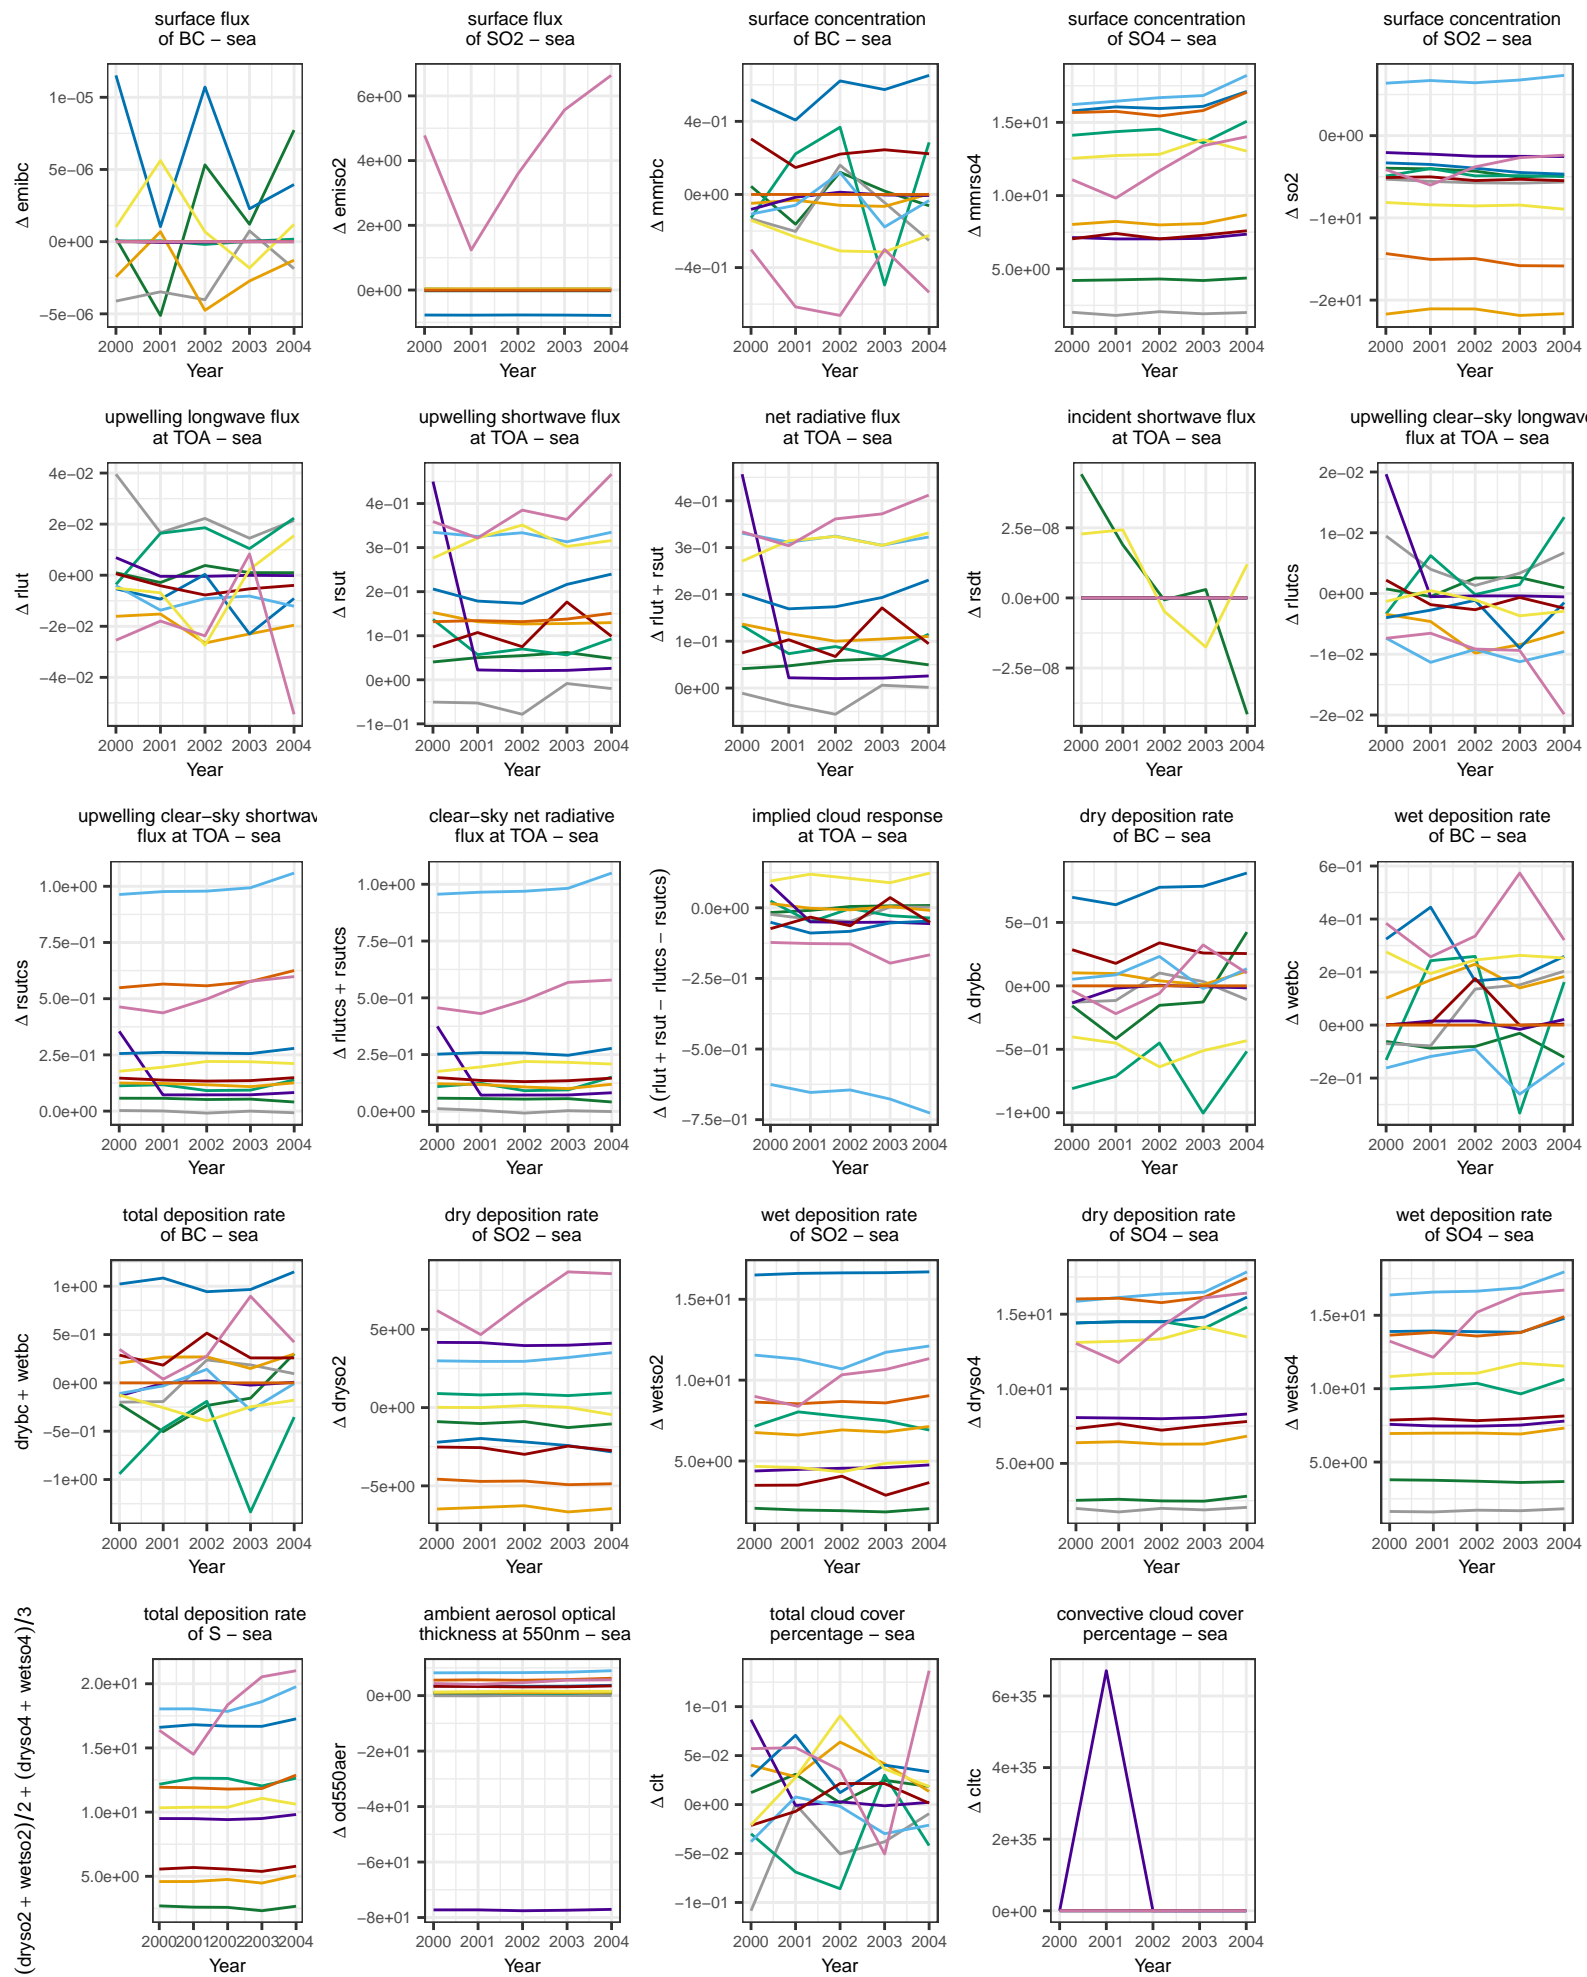 surface flux
of BC − sea
surface flux
of SO2 − sea
surface concentration
of BC − sea
surface concentration
of SO4 − sea
surface concentration
of SO2 − sea
Δ emibc
1e−05
5e−06
0e+00
−5e−06
2000 2001 2002 2003 2004
Year
Δ emiso2
6e+00
4e+00
2e+00
0e+00
2000 2001 2002 2003 2004
Year
Δ mmrbc
4e−01
0e+00
−4e−01
2000 2001 2002 2003 2004
Year
Δ mmrso4
1.5e+01
1.0e+01
5.0e+00
2000 2001 2002 2003 2004
Year
Δ so2
0e+00
−1e+01
−2e+01
2000 2001 2002 2003 2004
Year
upwelling longwave flux
at TOA − sea
upwelling shortwave flux
at TOA − sea
net radiative flux
at TOA − sea
incident shortwave flux
at TOA − sea
upwelling clear−sky longwave
flux at TOA − sea
Δ rlut
4e−02
2e−02
0e+00
−2e−02
−4e−02
2000 2001 2002 2003 2004
Year
Δ rsut
4e−01
3e−01
2e−01
1e−01
0e+00
−1e−01
2000 2001 2002 2003 2004
Year
Δ rlut + rsut
4e−01
3e−01
2e−01
1e−01
0e+00
2000 2001 2002 2003 2004
Year
Δ rsdt
2.5e−08
0.0e+00
−2.5e−08
2000 2001 2002 2003 2004
Year
Δ rlutcs
2e−02
1e−02
0e+00
−1e−02
−2e−02
2000 2001 2002 2003 2004
Year
upwelling clear−sky shortwav
flux at TOA − sea
clear−sky net radiative
flux at TOA − sea
implied cloud response
at TOA − sea
dry deposition rate
of BC − sea
wet deposition rate
of BC − sea
Δ rsutcs
1.0e+00
7.5e−01
5.0e−01
2.5e−01
0.0e+00
2000 2001 2002 2003 2004
Year
Δ rlutcs + rsutcs
1.0e+00
7.5e−01
5.0e−01
2.5e−01
0.0e+00
2000 2001 2002 2003 2004
Year
Δ (rlut + rsut − rlutcs − rsutcs)
0.0e+00
−2.5e−01
−5.0e−01
−7.5e−01
2000 2001 2002 2003 2004
Year
Δ drybc
5e−01
0e+00
−5e−01
−1e+00
2000 2001 2002 2003 2004
Year
Δ wetbc
6e−01
4e−01
2e−01
0e+00
−2e−01
2000 2001 2002 2003 2004
Year
total deposition rate
of BC − sea
dry deposition rate
of SO2 − sea
wet deposition rate
of SO2 − sea
dry deposition rate
of SO4 − sea
wet deposition rate
of SO4 − sea
drybc + wetbc
1e+00
5e−01
0e+00
−5e−01
−1e+00
2000 2001 2002 2003 2004
Year
Δ dryso2
5e+00
0e+00
−5e+00
2000 2001 2002 2003 2004
Year
Δ wetso2
1.5e+01
1.0e+01
5.0e+00
2000 2001 2002 2003 2004
Year
Δ dryso4
1.5e+01
1.0e+01
5.0e+00
2000 2001 2002 2003 2004
Year
Δ wetso4
1.5e+01
1.0e+01
5.0e+00
2000 2001 2002 2003 2004
Year
total deposition rate
of S − sea
ambient aerosol optical
thickness at 550nm − sea
total cloud cover
percentage − sea
convective cloud cover
percentage − sea
(dryso2 + wetso2)/2 + (dryso4 + wetso4)/3
2.0e+01
1.5e+01
1.0e+01
5.0e+00
2000 2001 2002 2003 2004
Year
Δ od550aer
0e+00
−2e+01
−4e+01
−6e+01
−8e+01
2000 2001 2002 2003 2004
Year
Δ clt
1e−01
5e−02
0e+00
−5e−02
−1e−01
2000 2001 2002 2003 2004
Year
Δ cltc
6e+35
4e+35
2e+35
0e+00
2000 2001 2002 2003 2004
Year